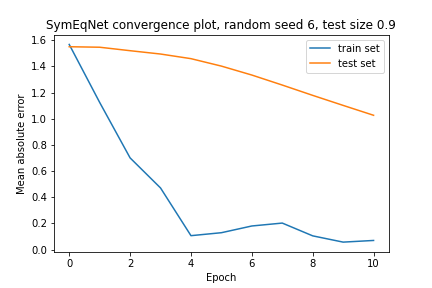 SymEqNet convergence plot, random seed 6, test size 0.9
train set
test set
1.6
1.4
1.2
1.0
0.8
0.6
0.4
0.2
0.0
Mean absolute error
0 2 4 6 8 10
Epoch